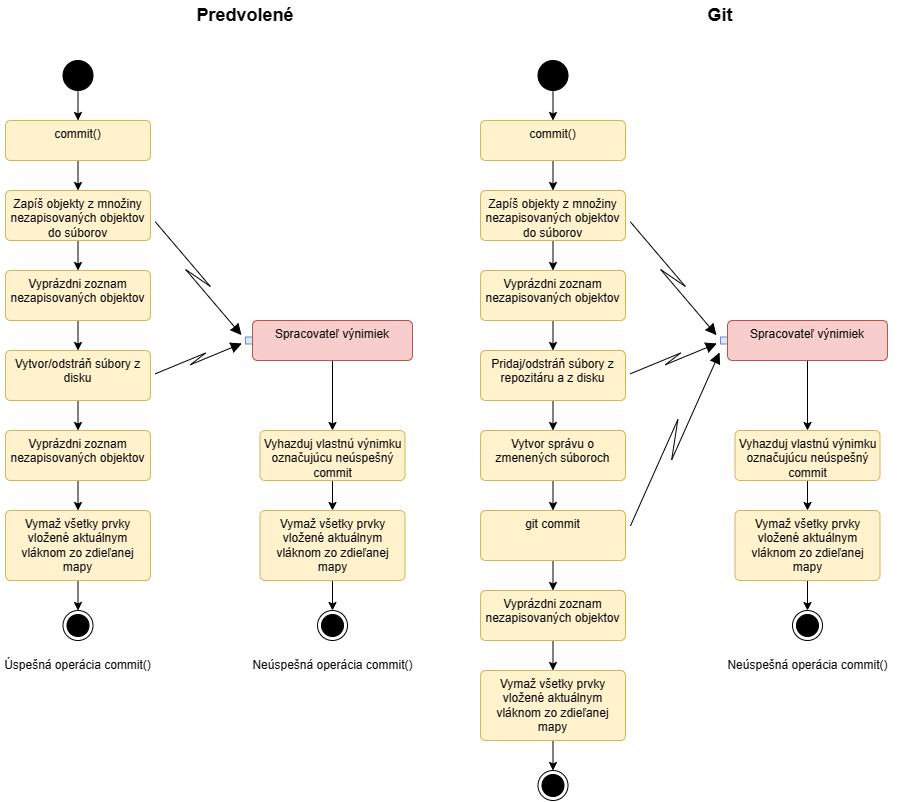 Predvolené
commit()
Zapíš objekty z množiny
nezapisovaných objektov
do súborov
Vyprázdni zoznam
nezapisovaných objektov
Vytvor/odstráň súbory z
disku
Vyprázdni zoznam
nezapisovaných objektov
Vymaž všetky prvky
vložené aktuálnym
vláknom zo zdieľanej
mapy
Úspešná operácia commit()
Spracovateľ výnimiek
Vyhazduj vlastnú výnimku
označujúcu neúspešný
commit
Vymaž všetky prvky
vložené aktuálnym
vláknom zo zdieľanej
mapy
Neúspešná operácia commit()
Git
commit()
Zapíš objekty z množiny
nezapisovaných objektov
do súborov
Vyprázdni zoznam
nezapisovaných objektov
Pridaj/odstráň súbory z
repozitáru a z disku
Vytvor správu o
zmenených súboroch
git commit
Vyprázdni zoznam
nezapisovaných objektov
Vymaž všetky prvky
vložené aktuálnym
vláknom zo zdieľanej
mapy
Spracovateľ výnimiek
Vyhazduj vlastnú výnimku
označujúcu neúspešný
commit
Vymaž všetky prvky
vložené aktuálnym
vláknom zo zdieľanej
mapy
Neúspešná operácia commit()